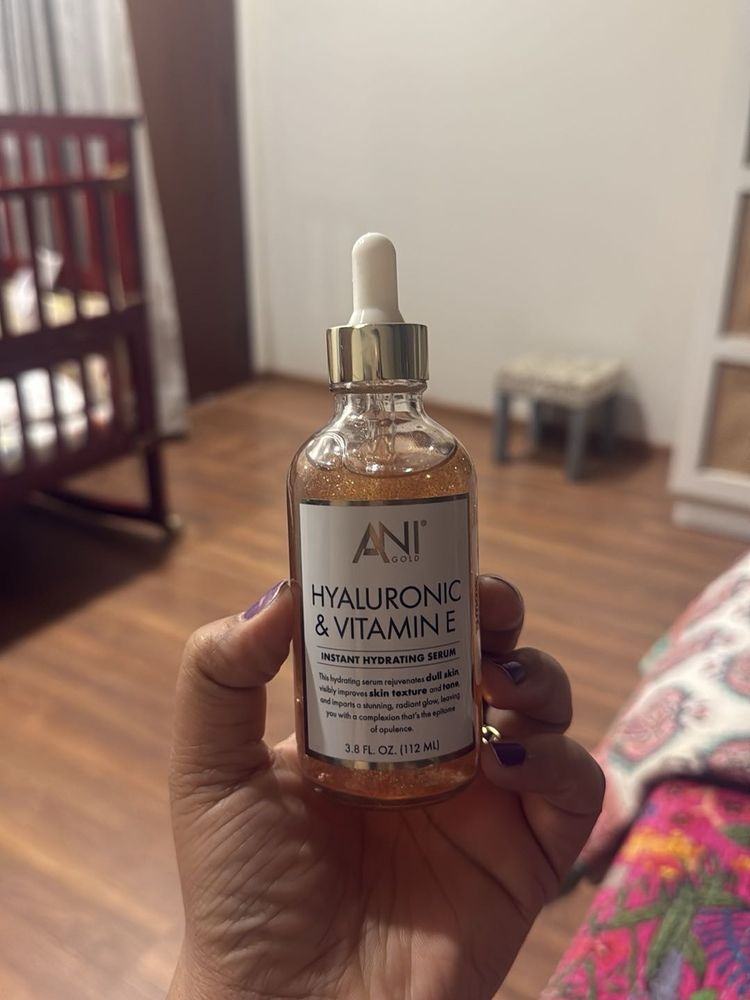 ANI®
GOLD
HYALURONIC
& VITAMIN E
INSTANT HYDRATING SERUM
This hydrating serum rejuvenates dull skin,
visibly improves skin texture and tone,
and imparts a stunning, radiant glow, leaving
you with a complexion that's the epitome
of opulence.
3.8 FL. OZ. (112 ML)